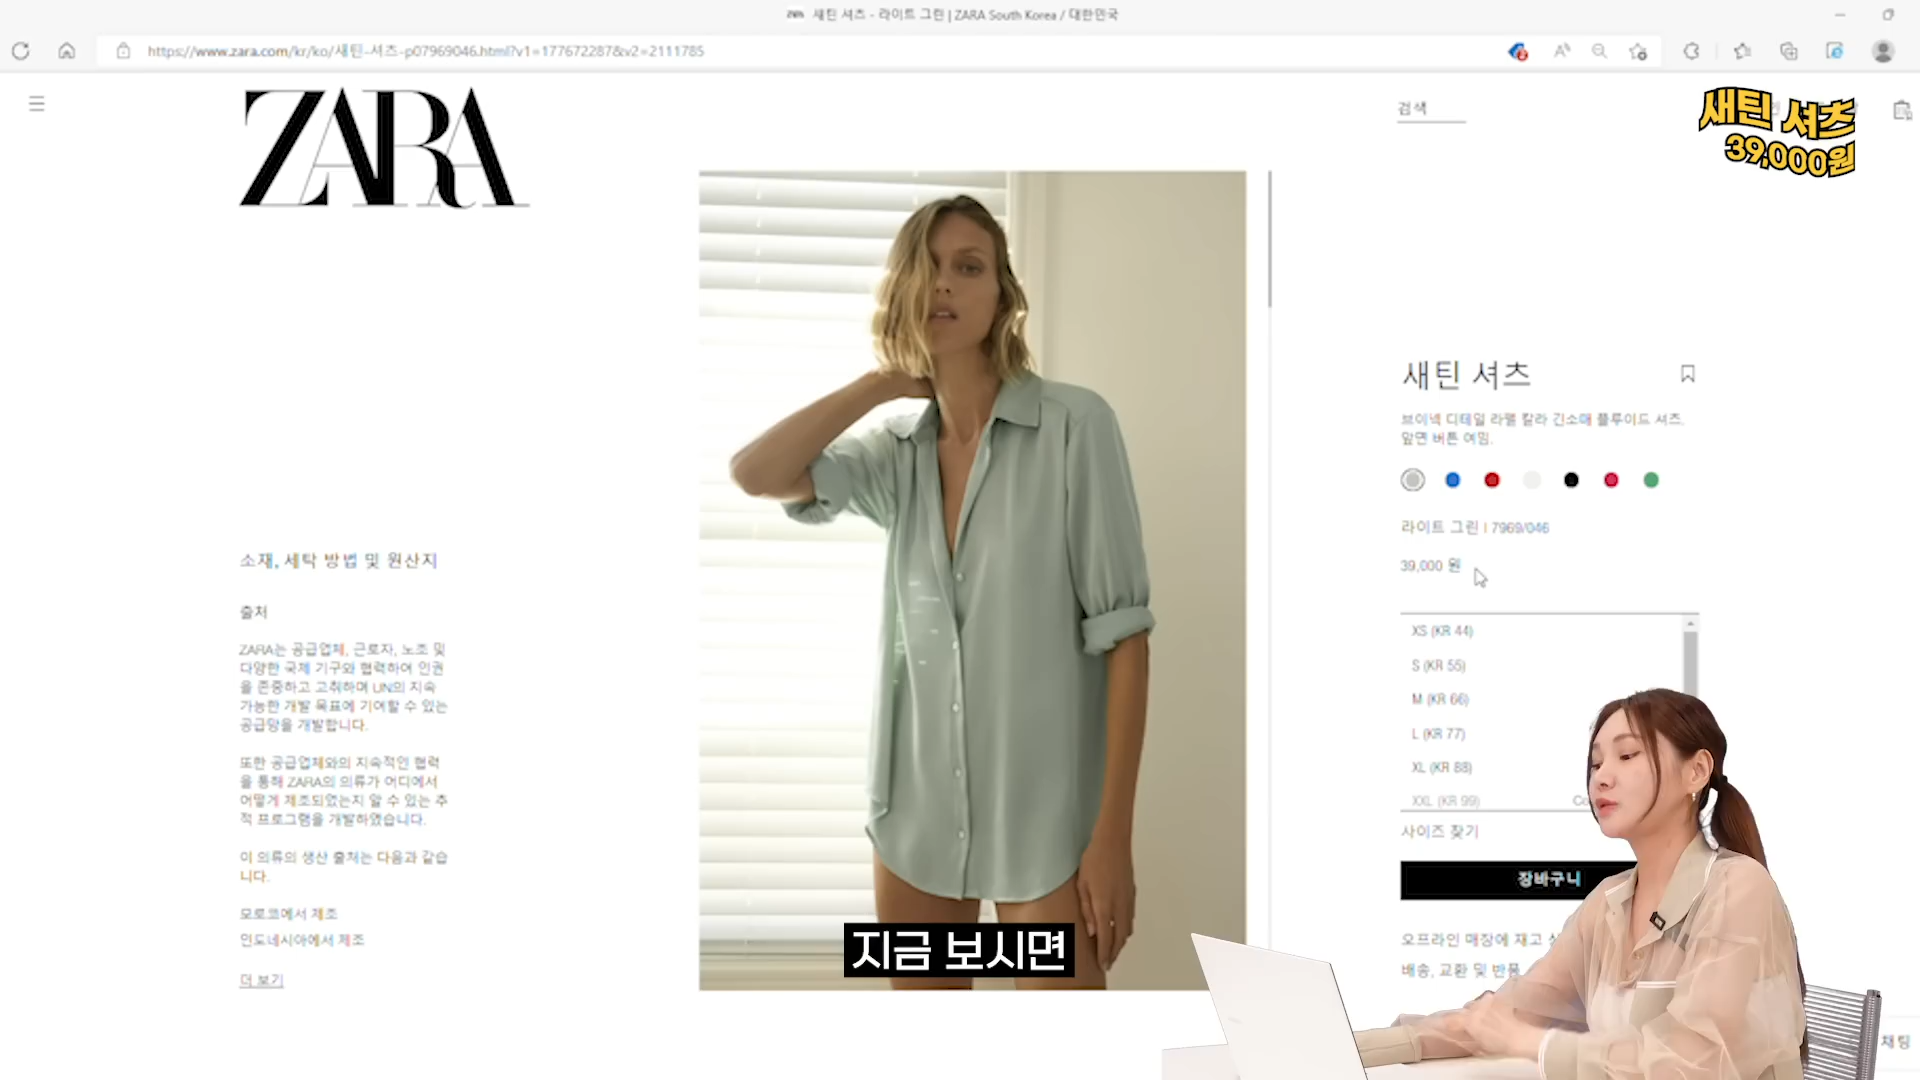 새틴 셔츠 - 라이트 그린 | ZARA South Korea / 대한민국
https://www.zara.com/kr/ko/새틴-셔츠-p07969046.html?v1=177672287&v2=2111785
ZARA
검색
새틴 셔츠
39,000원
새틴 셔츠
브이넥 디테일 라펠 칼라 긴소매 플루이드 셔츠.
앞면 버튼 여밈.
라이트 그린 | 7969/046
39,000 원
XS (KR 44)
S (KR 55)
M (KR 66)
L (KR 77)
XL (KR 88)
XXL (KR 99)
사이즈 찾기
장바구니
오프라인 매장에 재고
배송, 교환 및 반품
채팅
소재, 세탁 방법 및 원산지
출처
ZARA는 공급업체, 근로자, 노조 및
다양한 국제 기구와 협력하여 인권
을 존중하고 고취하며 UN의 지속
가능한 개발 목표에 기여할 수 있는
공급망을 개발합니다.
또한 공급업체와의 지속적인 협력
을 통해 ZARA의 의류가 어디에서
어떻게 제조되었는지 알 수 있는 추
적 프로그램을 개발하였습니다.
이 의류의 생산 출처는 다음과 같습
니다.
모로코에서 제조
인도네시아에서 제조
더 보기
지금 보시면